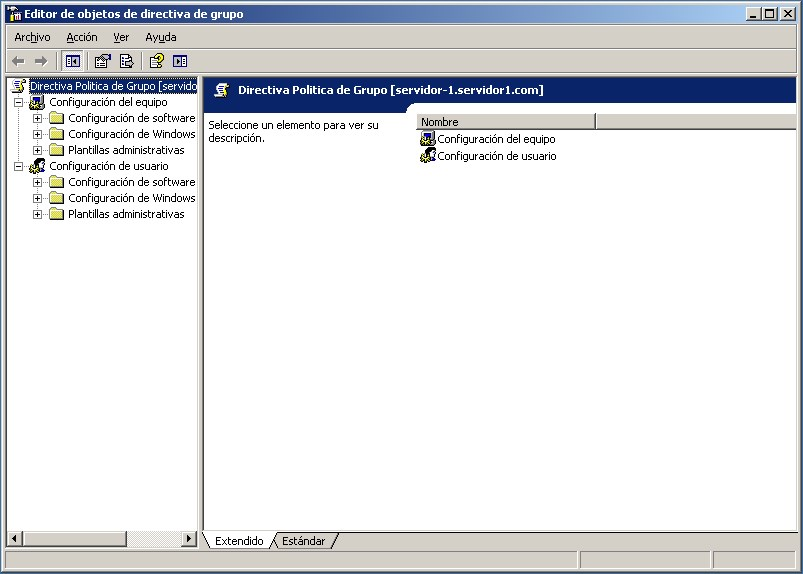 Editor de objetos de directiva de grupo
Archivo Acción Ver Ayuda
Directiva Politica de Grupo [servido
Configuración del equipo
Configuración de software
Configuración de Windows
Plantillas administrativas
Configuración de usuario
Configuración de software
Configuración de Windows
Plantillas administrativas
Directiva Politica de Grupo [servidor-1.servidor1.com]
Seleccione un elemento para ver su
descripción.
Nombre
Configuración del equipo
Configuración de usuario
Extendido Estándar